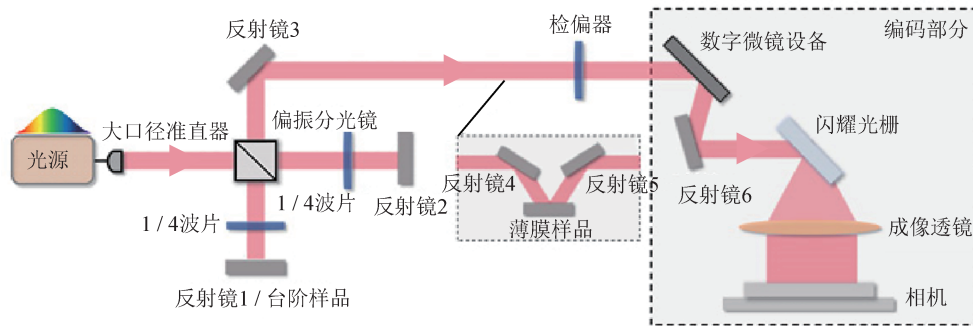 反射镜3
检偏器
数字微镜设备
编码部分
大口径准直器
偏振分光镜
光源
闪耀光栅
反射镜4
反射镜5
1/4波片
1/4波片
反射镜2
反射镜6
薄膜样品
成像透镜
反射镜1/台阶样品
相机